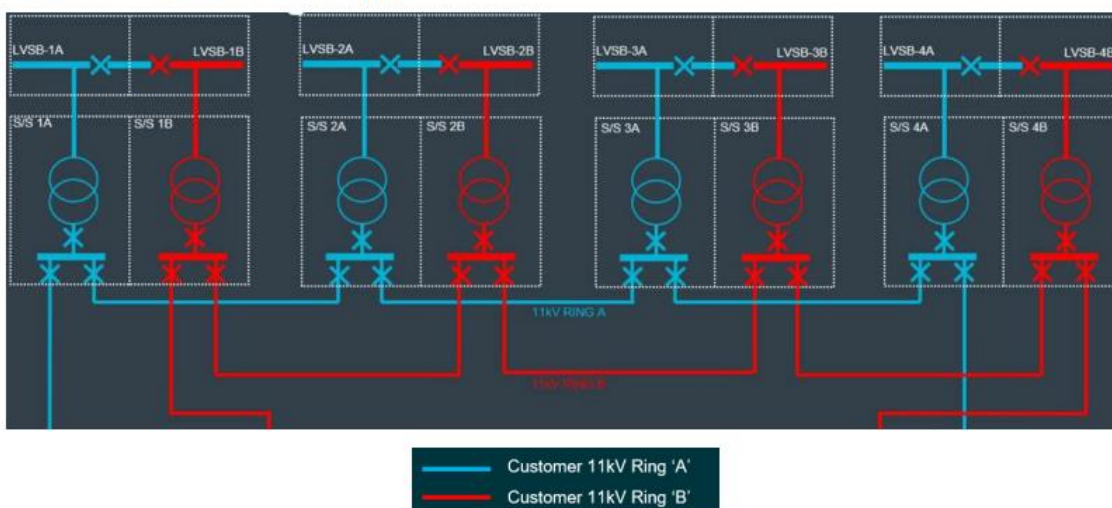 LVSB-1A LVSB-1B LVSB-2A LVSB-2B LVSB-3A LVSB-3B LVSB-4A LVSB-4B
S/S 1A S/S 1B S/S 2A S/S 2B S/S 3A S/S 3B S/S 4A S/S 4B
11kV RING A
11kV RING B
Customer 11kV Ring ‘A’
Customer 11kV Ring ‘B’